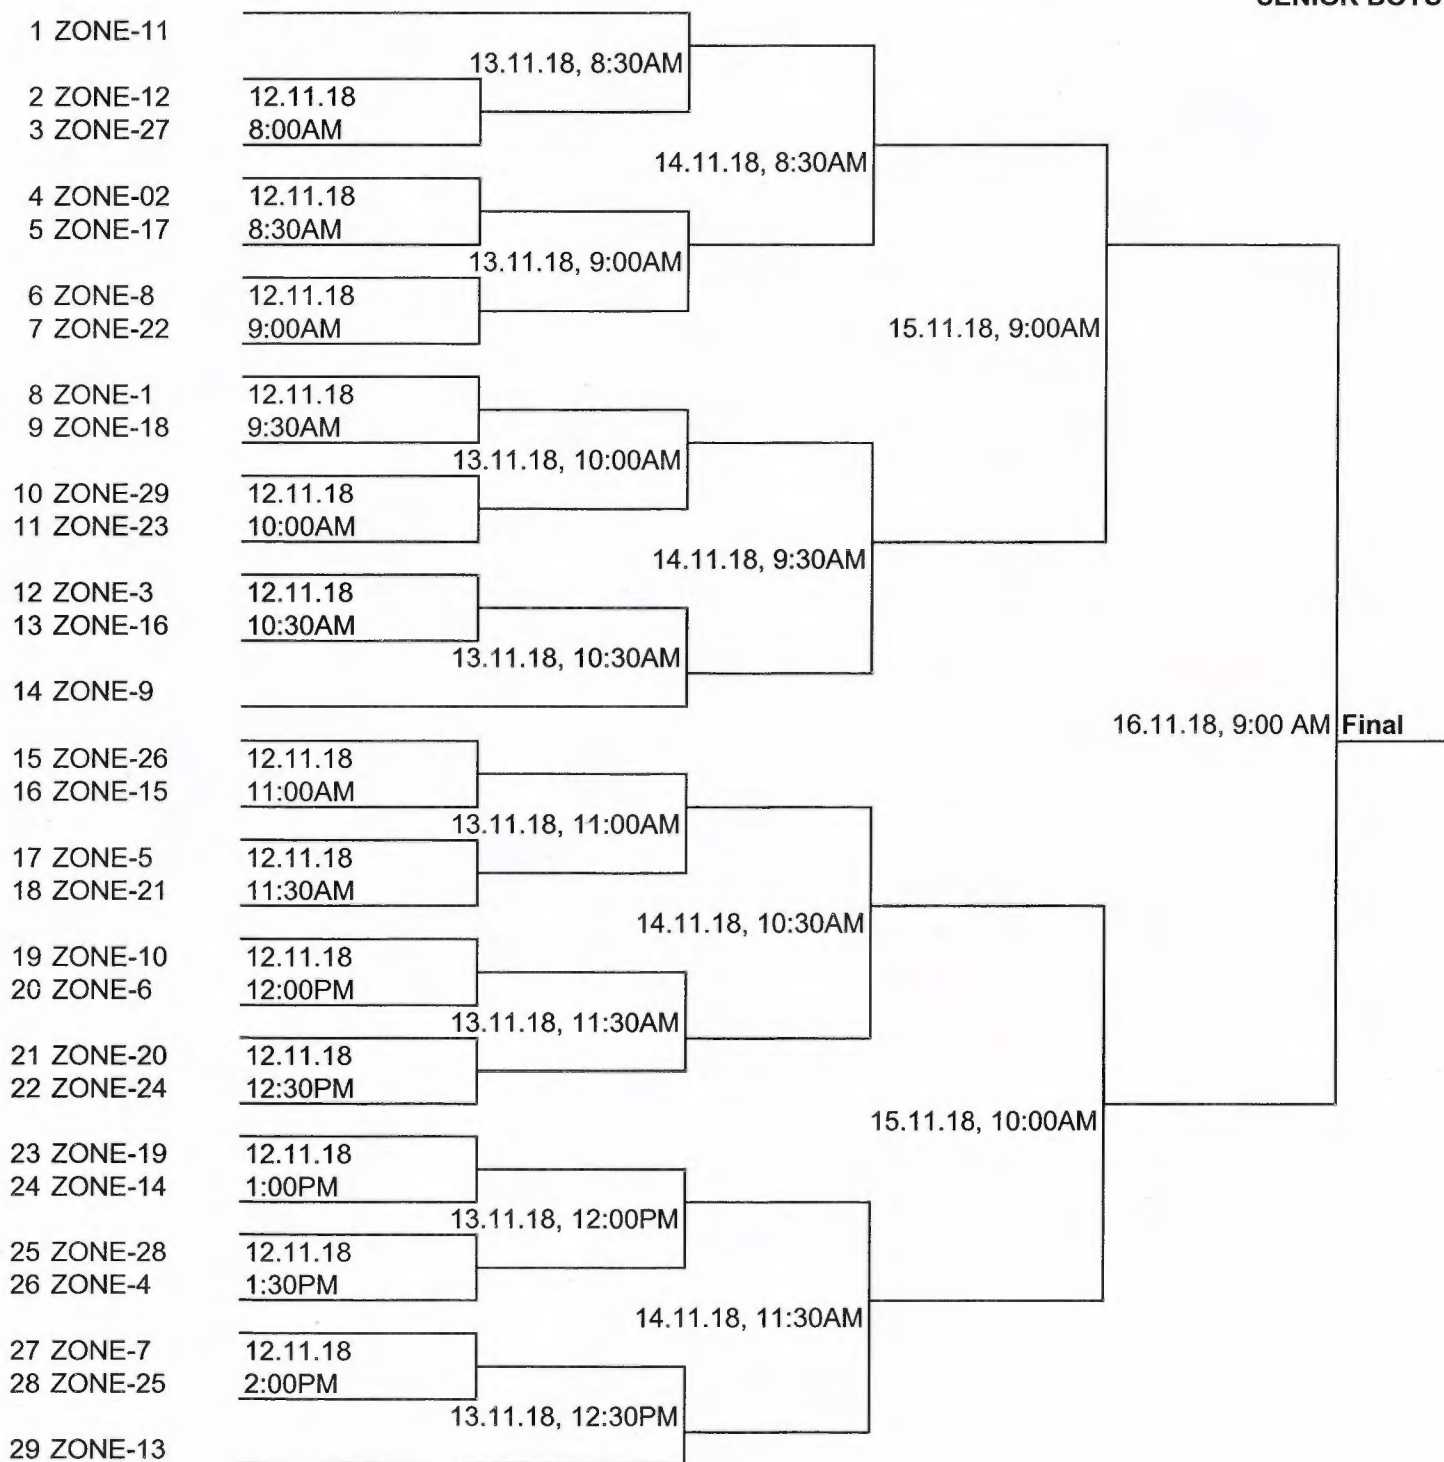 SENIOR BOYS
1 ZONE-11
13.11.18, 8:30AM
2 ZONE-12 12.11.18
3 ZONE-27 8:00AM
14.11.18, 8:30AM
4 ZONE-02 12.11.18
5 ZONE-17 8:30AM
13.11.18, 9:00AM
6 ZONE-8 12.11.18
7 ZONE-22 9:00AM
15.11.18, 9:00AM
8 ZONE-1 12.11.18
9 ZONE-18 9:30AM
13.11.18, 10:00AM
10 ZONE-29 12.11.18
11 ZONE-23 10:00AM
14.11.18, 9:30AM
12 ZONE-3 12.11.18
13 ZONE-16 10:30AM
13.11.18, 10:30AM
14 ZONE-9
16.11.18, 9:00 AM Final
15 ZONE-26 12.11.18
16 ZONE-15 11:00AM
13.11.18, 11:00AM
17 ZONE-5 12.11.18
18 ZONE-21 11:30AM
14.11.18, 10:30AM
19 ZONE-10 12.11.18
20 ZONE-6 12:00PM
13.11.18, 11:30AM
21 ZONE-20 12.11.18
22 ZONE-24 12:30PM
15.11.18, 10:00AM
23 ZONE-19 12.11.18
24 ZONE-14 1:00PM
13.11.18, 12:00PM
25 ZONE-28 12.11.18
26 ZONE-4 1:30PM
14.11.18, 11:30AM
27 ZONE-7 12.11.18
28 ZONE-25 2:00PM
13.11.18, 12:30PM
29 ZONE-13